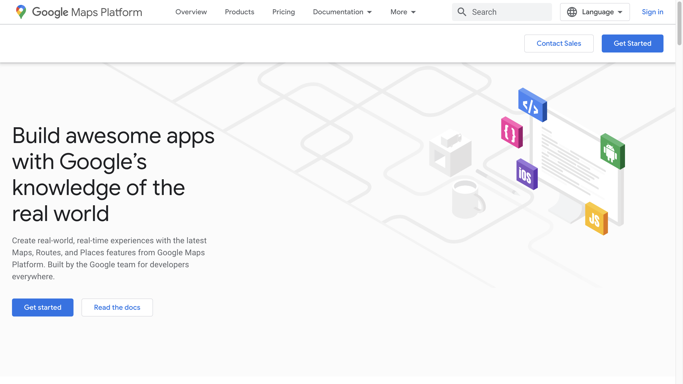 Google Maps Platform
Overview
Products
Pricing
Documentation
More
Search
Language
Sign in
Contact Sales
Get Started
Build awesome apps
with Google’s
knowledge of the
real world
Create real-world, real-time experiences with the latest
Maps, Routes, and Places features from Google Maps
Platform. Built by the Google team for developers
everywhere.
Get started
Read the docs
</>
{ }
iOS
JS